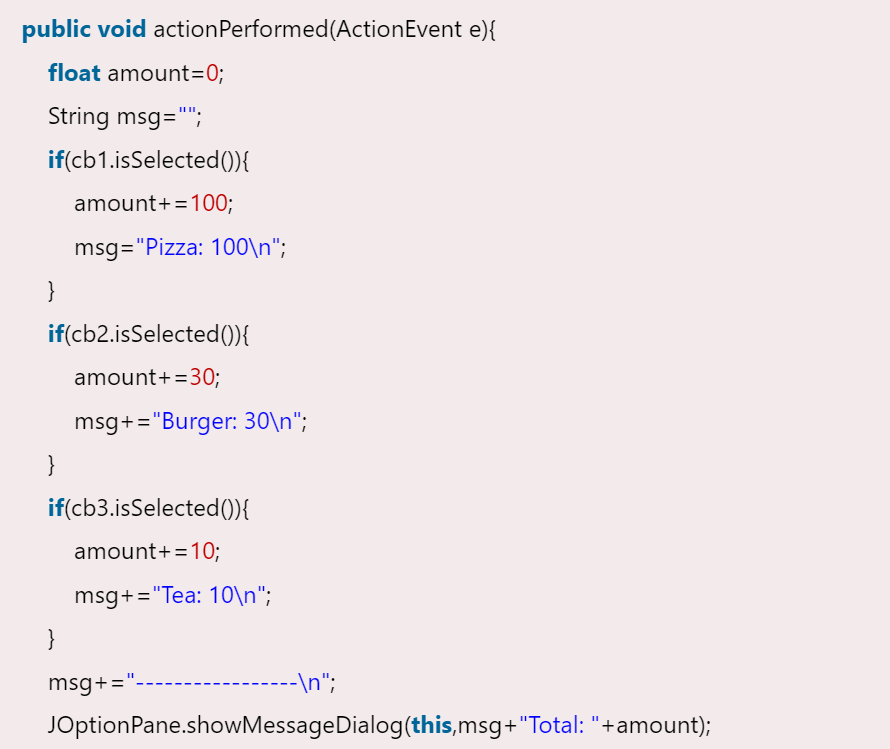 public void actionPerformed(ActionEvent e){
float amount=0;
String msg="";
if(cb1.isSelected()){
amount+=100;
msg="Pizza: 100\n";
}
if(cb2.isSelected()){
amount+=30;
msg+="Burger: 30\n";
}
if(cb3.isSelected()){
amount+=10;
msg+="Tea: 10\n";
}
msg+="-----------------\n";
JOptionPane.showMessageDialog(this,msg+"Total: "+amount);